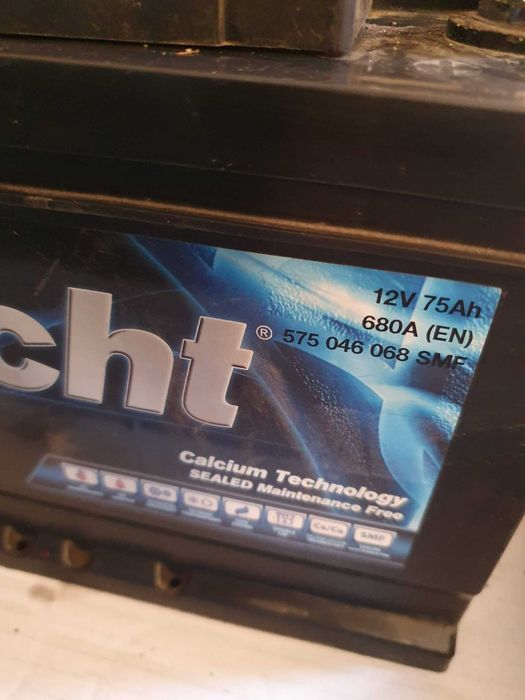 12V 75Ah
680A (EN)
cht ® 575 046 068 SMF
Calcium Technology
SEALED Maintenance Free
Ca/Ca SMF